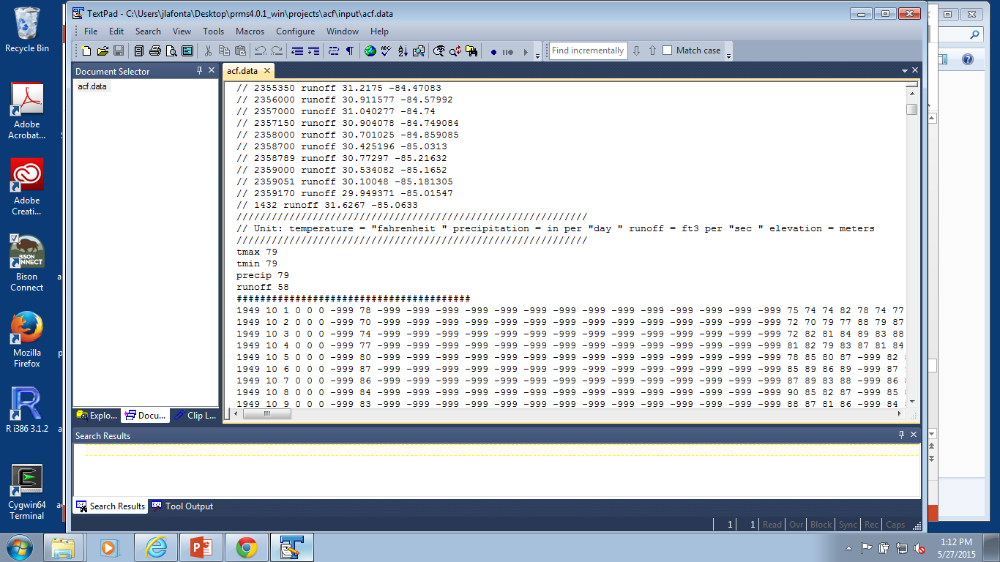 TextPad - C:\Users\jlafonta\Desktop\prms4.0.1_win\projects\acf\input\acf.data
File Edit Search View Tools Macros Configure Window Help
Find incrementally Match case
Document Selector
acf.data
acf.data
// 2355350 runoff 31.2175 -84.47083
// 2356000 runoff 30.911577 -84.57992
// 2357000 runoff 31.040277 -84.74
// 2357150 runoff 30.904078 -84.749084
// 2358000 runoff 30.701025 -84.859085
// 2358700 runoff 30.425196 -85.0313
// 2358789 runoff 30.77297 -85.21632
// 2359000 runoff 30.534082 -85.1652
// 2359051 runoff 30.10048 -85.181305
// 2359170 runoff 29.949371 -85.01547
// 1432 runoff 31.6267 -85.0633
////////////////////////////////////////////////////////////
// Unit: temperature = "fahrenheit " precipitation = in per "day " runoff = ft3 per "sec " elevation = meters
////////////////////////////////////////////////////////////
tmax 79
tmin 79
precip 79
runoff 58
########################################
1949 10 1 0 0 0 -999 78 -999 -999 -999 -999 -999 -999 -999 -999 -999 -999 -999 -999 -999 -999 75 74 74 82 78 74 77
1949 10 2 0 0 0 -999 70 -999 -999 -999 -999 -999 -999 -999 -999 -999 -999 -999 -999 -999 -999 72 70 79 77 88 79 87
1949 10 3 0 0 0 -999 74 -999 -999 -999 -999 -999 -999 -999 -999 -999 -999 -999 -999 -999 -999 72 82 81 84 89 83 88
1949 10 4 0 0 0 -999 77 -999 -999 -999 -999 -999 -999 -999 -999 -999 -999 -999 -999 -999 -999 81 82 79 83 87 81 84
1949 10 5 0 0 0 -999 80 -999 -999 -999 -999 -999 -999 -999 -999 -999 -999 -999 -999 -999 -999 78 85 80 87 -999 82
1949 10 6 0 0 0 -999 87 -999 -999 -999 -999 -999 -999 -999 -999 -999 -999 -999 -999 -999 -999 85 89 86 89 -999 87
1949 10 7 0 0 0 -999 86 -999 -999 -999 -999 -999 -999 -999 -999 -999 -999 -999 -999 -999 -999 87 89 83 88 -999 86
1949 10 8 0 0 0 -999 84 -999 -999 -999 -999 -999 -999 -999 -999 -999 -999 -999 -999 -999 -999 90 85 82 87 -999 85
1949 10 9 0 0 0 -999 83 -999 -999 -999 -999 -999 -999 -999 -999 -999 -999 -999 -999 -999 -999 88 87 81 86 -999 84
Explo... Docu... Clip L...
Search Results
Search Results Tool Output
1 1 Read Ovr Block Sync Rec Caps
Recycle Bin
Adobe
Acrobat...
Adobe
Creati...
BISON
CONNECT
Bison
Connect
Mozilla
Firefox
R i386 3.1.2
Cygwin64
Terminal
1:12 PM
5/27/2015